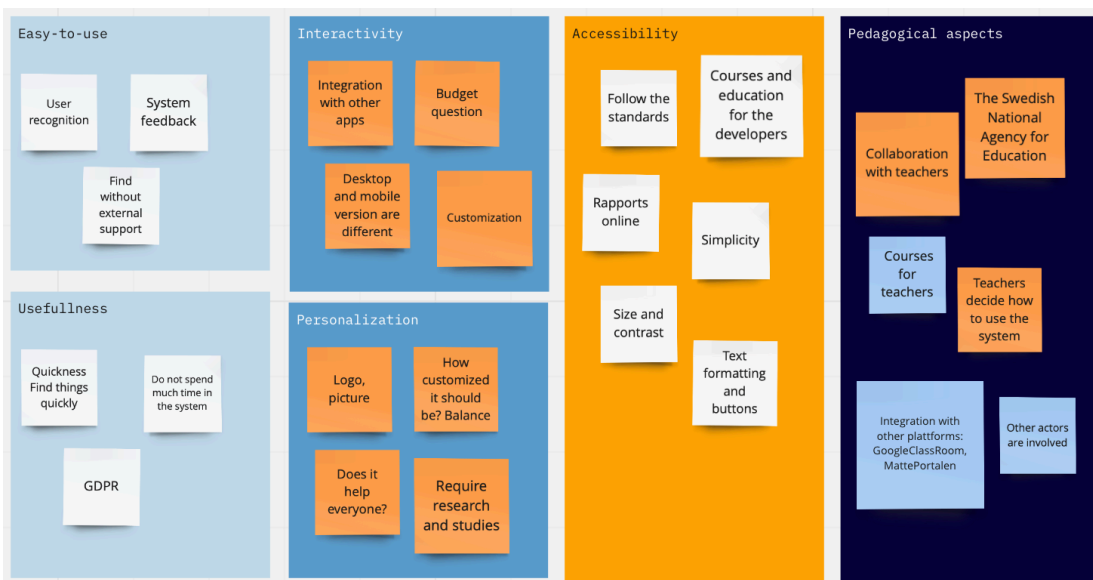 Easy-to-use
User
recognition
System
feedback
Find
without
external
support
Usefullness
Quickness
Find things
quickly
Do not spend
much time in
the system
GDPR
Interactivity
Integration
with other
apps
Budget
question
Desktop
and mobile
version are
different
Customization
Personalization
Logo,
picture
How
customized
it should
be? Balance
Does it
help
everyone?
Require
research
and studies
Accessibility
Follow the
standards
Courses and
education
for the
developers
Rapports
online
Simplicity
Size and
contrast
Text
formatting
and
buttons
Pedagogical aspects
Collaboration
with teachers
The Swedish
National
Agency for
Education
Courses
for
teachers
Teachers
decide how
to use the
system
Integration with
other plattforms:
GoogleClassRoom,
MattePortalen
Other actors
are involved